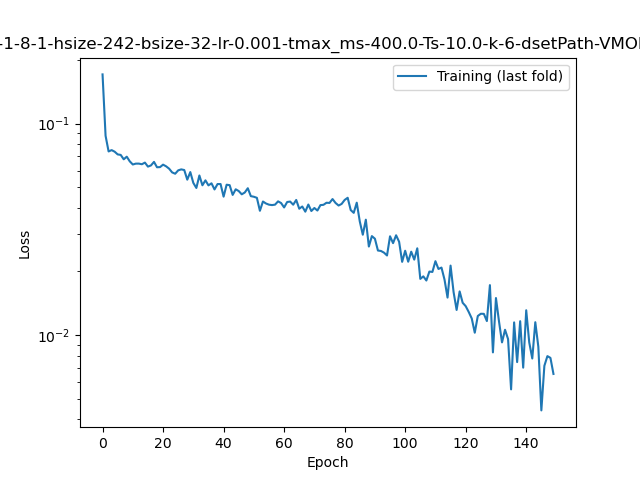 -1-8-1-hsize-242-bsize-32-lr-0.001-tmax_ms-400.0-Ts-10.0-k-6-dsetPath-VMO
Training (last fold)
10⁻¹
10⁻²
Loss
0 20 40 60 80 100 120 140
Epoch